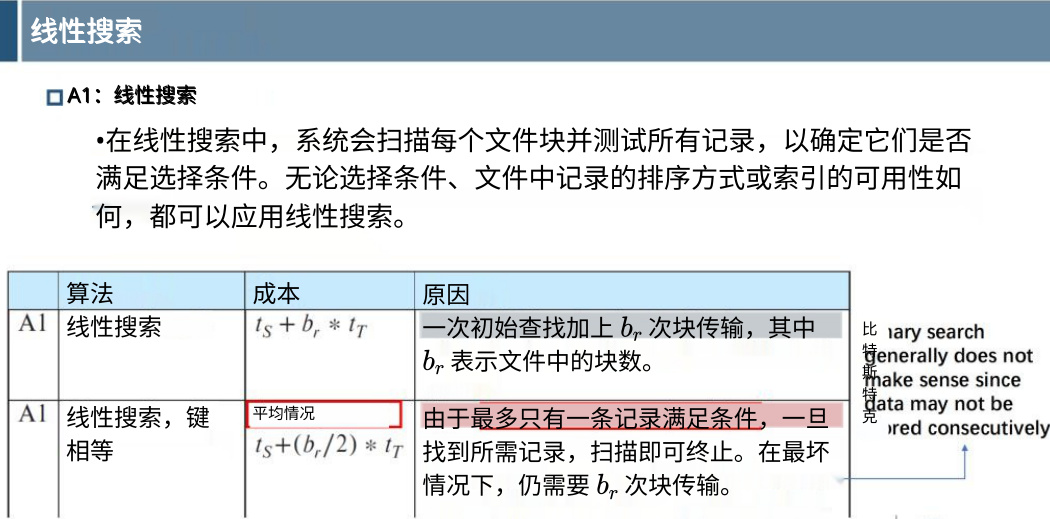 线性搜索
A1：线性搜索
•在线性搜索中，系统会扫描每个文件块并测试所有记录，以确定它们是否
满足选择条件。无论选择条件、文件中记录的排序方式或索引的可用性如
何，都可以应用线性搜索。
算法 成本 原因
A1 线性搜索 t_S + b_r * t_T 一次初始查找加上 b_r 次块传输，其中
b_r 表示文件中的块数。
A1 线性搜索，键
相等
平均情况
t_S+(b_r/2) * t_T
由于最多只有一条记录满足条件，一旦
找到所需记录，扫描即可终止。在最坏
情况下，仍需要 b_r 次块传输。
比
特
斯
特
克
search
generally does not
make sense since
data may not be
consecutively